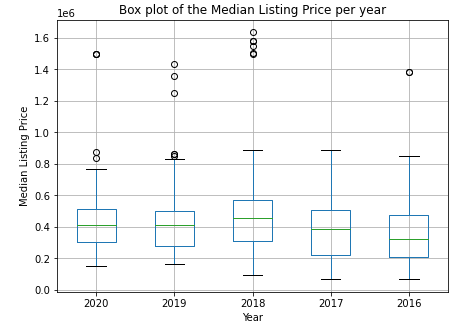 Box plot of the Median Listing Price per year
1e6
1.6
1.4
1.2
1.0
0.8
0.6
0.4
0.2
0.0
Median Listing Price
2020 2019 2018 2017 2016
Year